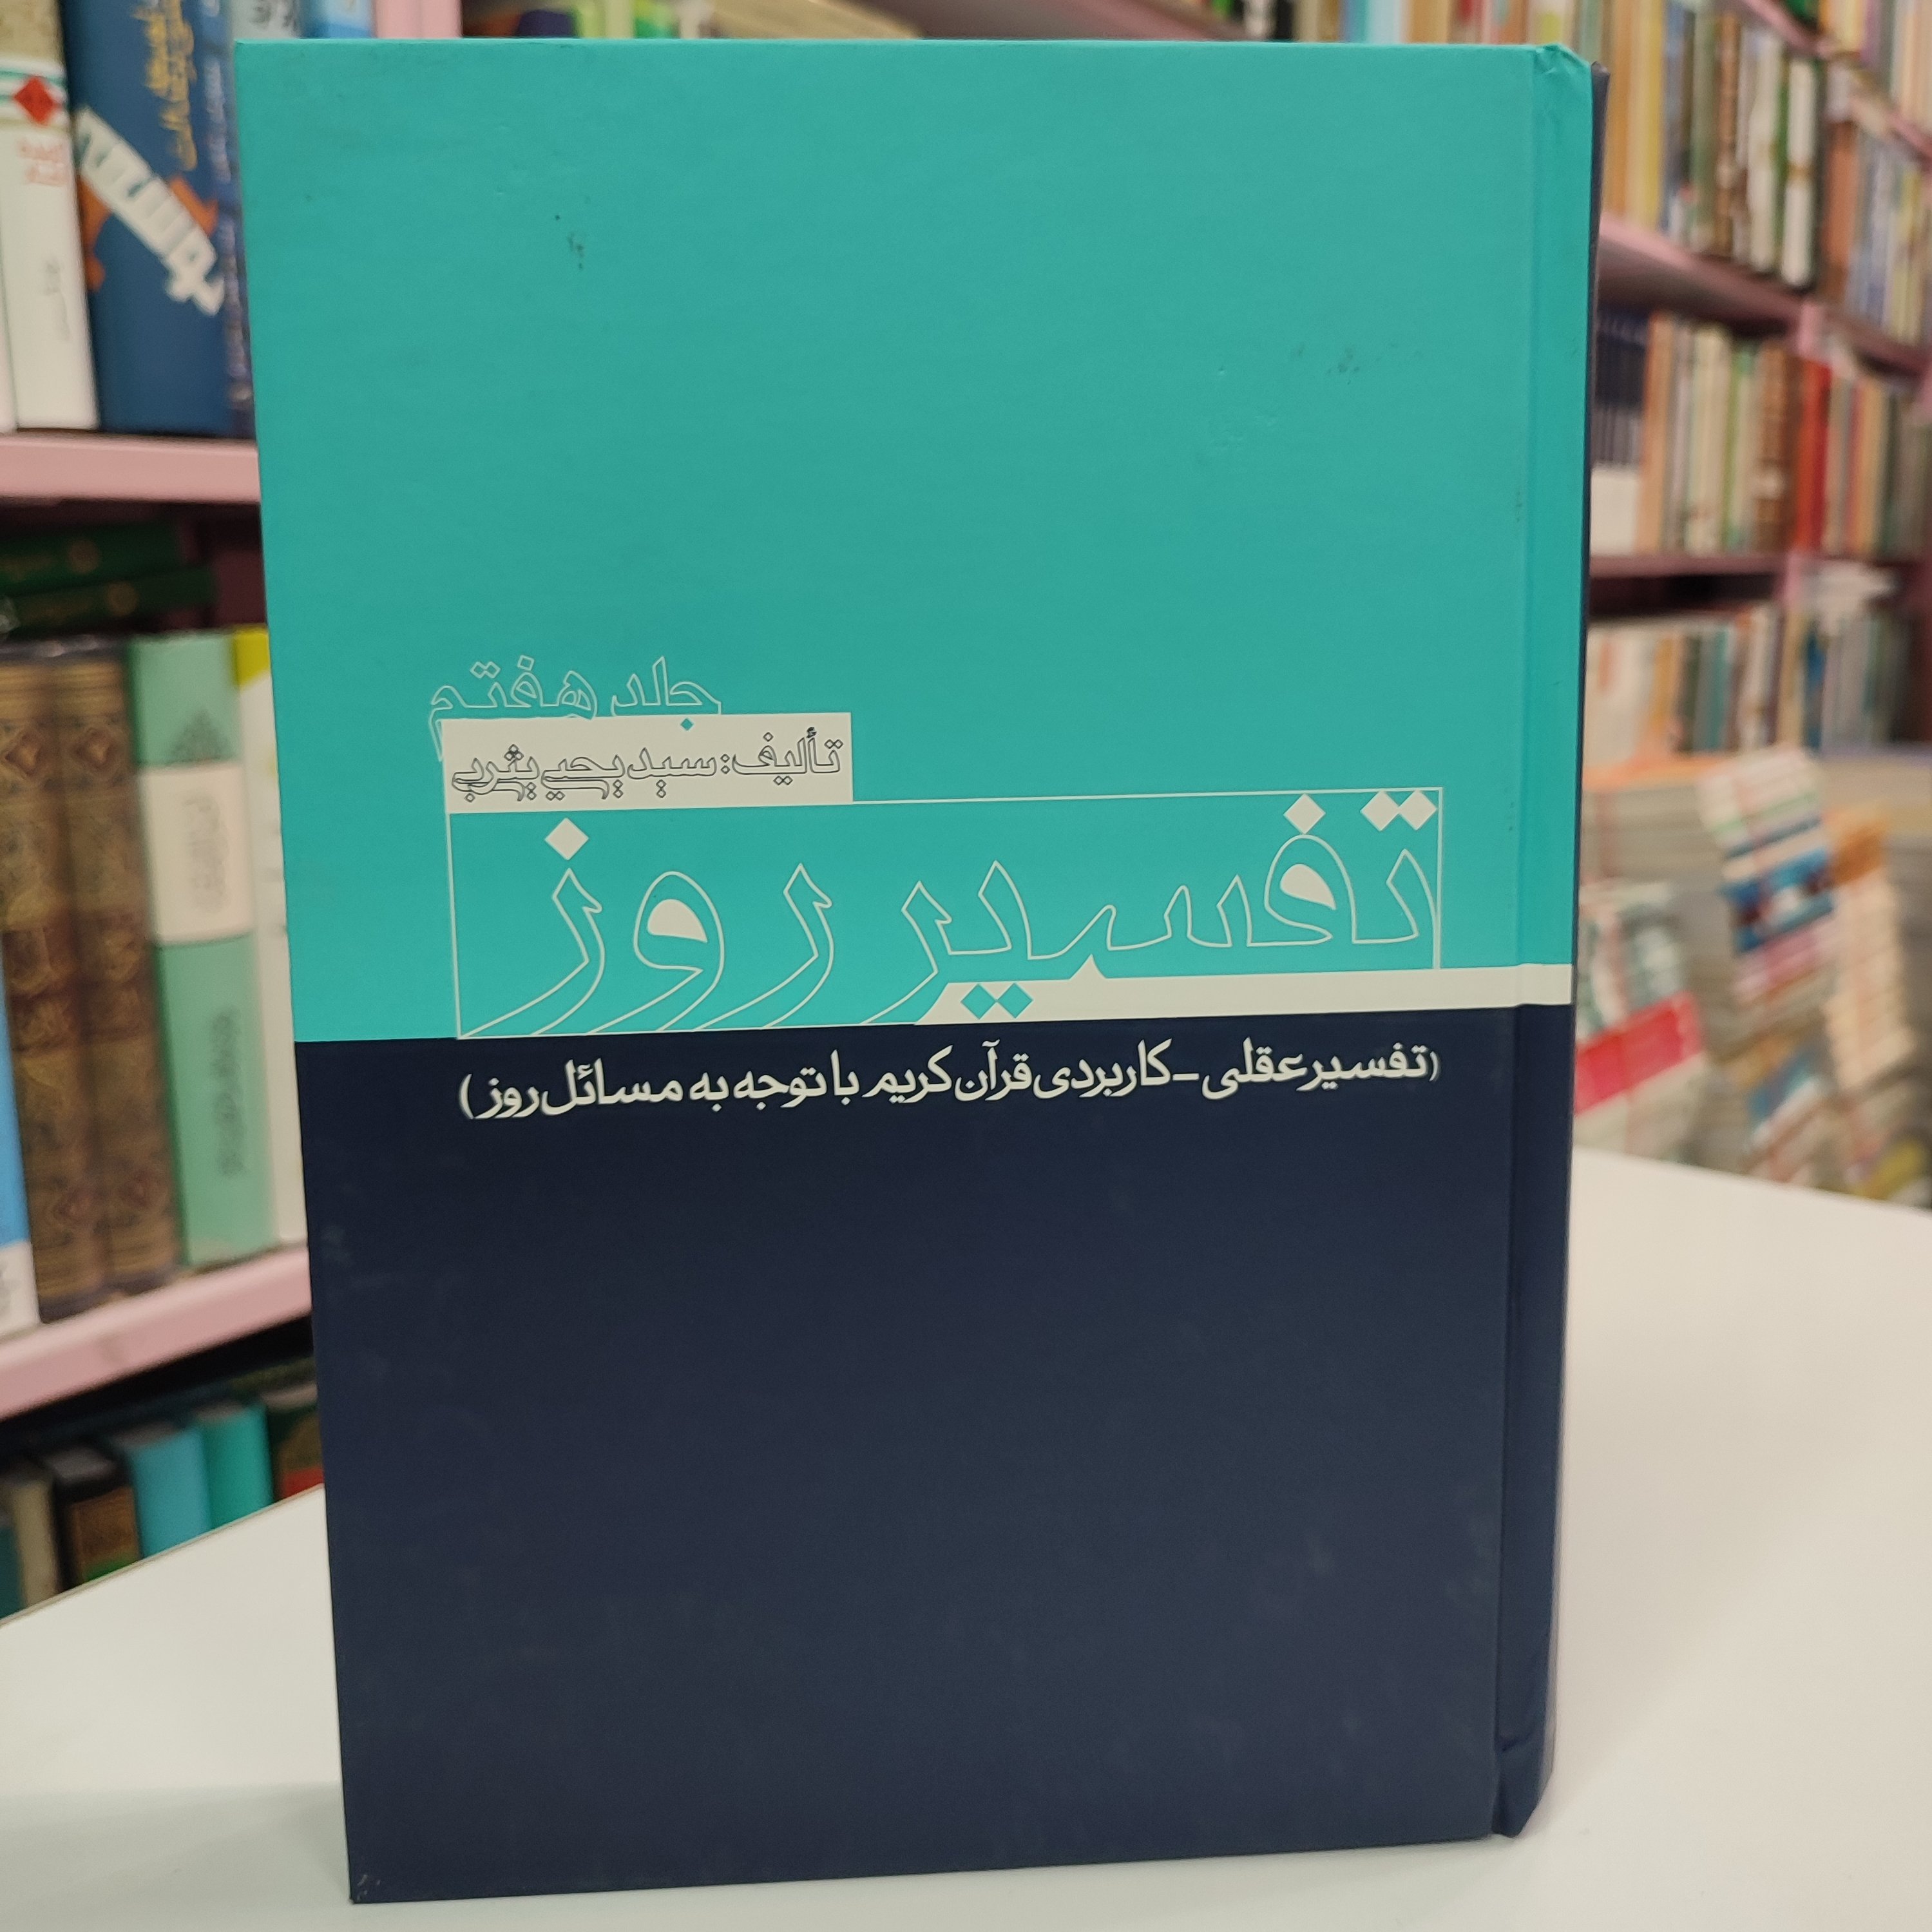 جلد هفتم
تألیف: سید یحیی یثربی
تفسیر روز
(تفسیر عقلی - کاربردی قرآن کریم با توجه به مسائل روز)